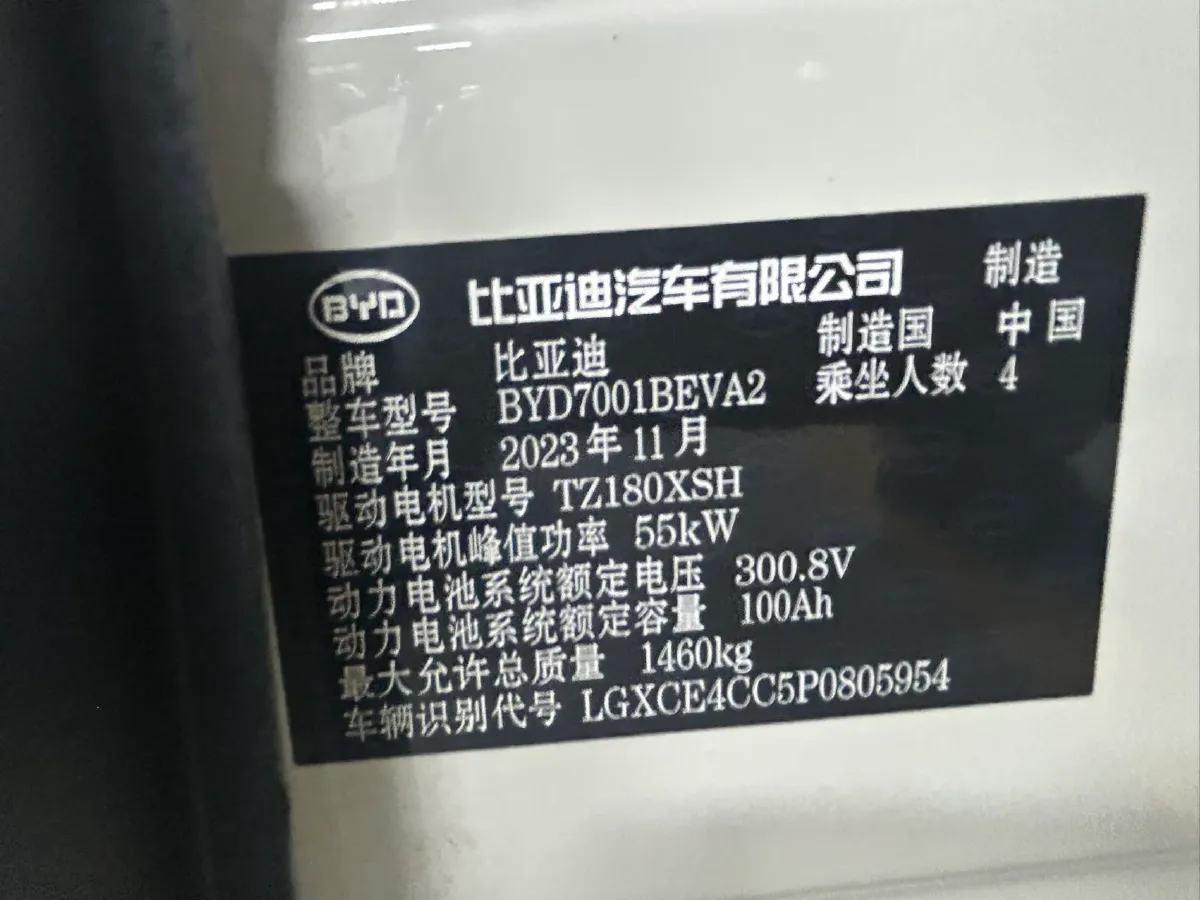 BYD 比亚迪汽车有限公司 制造
品牌 比亚迪 制造国 中国
整车型号 BYD7001BEVA2 乘坐人数 4
制造年月 2023年11月
驱动电机型号 TZ180XSH
驱动电机峰值功率 55kW
动力电池系统额定电压 300.8V
动力电池系统额定容量 100Ah
最大允许总质量 1460kg
车辆识别代号 LGXCE4CC5P0805954